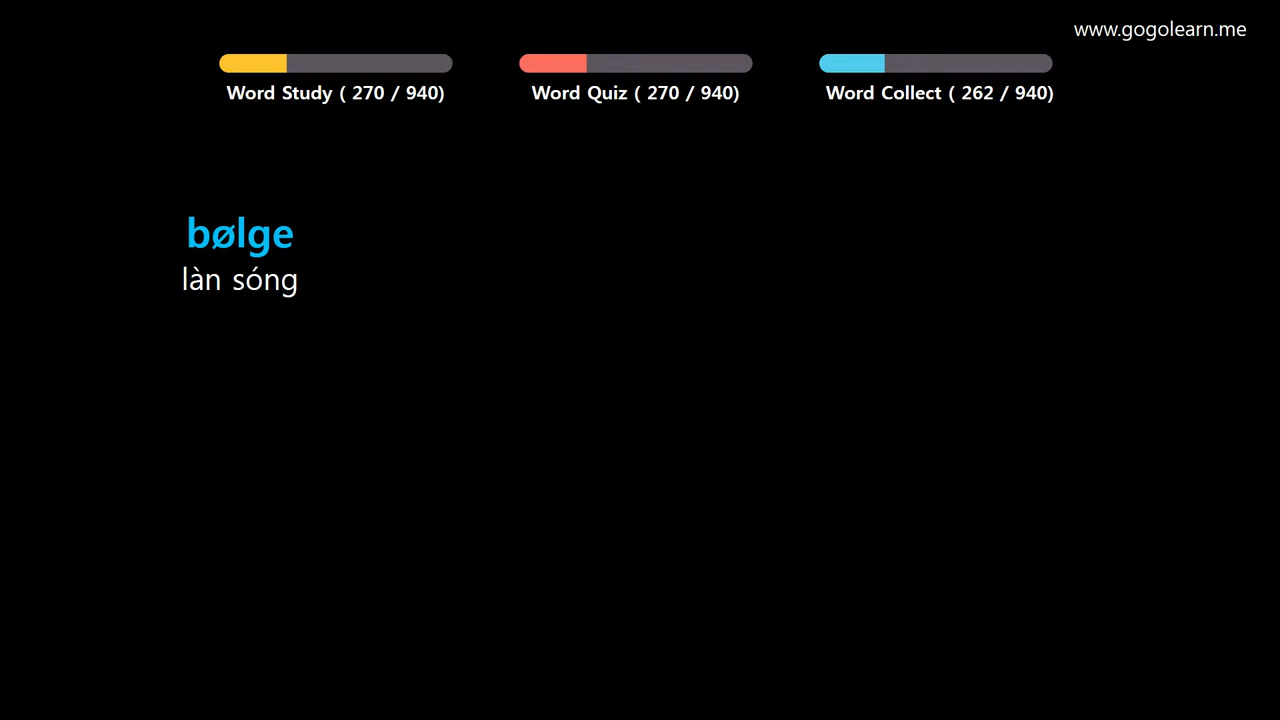 www.gogolearn.me
Word Study ( 270 / 940)
Word Quiz ( 270 / 940)
Word Collect ( 262 / 940)
bølge
làn sóng